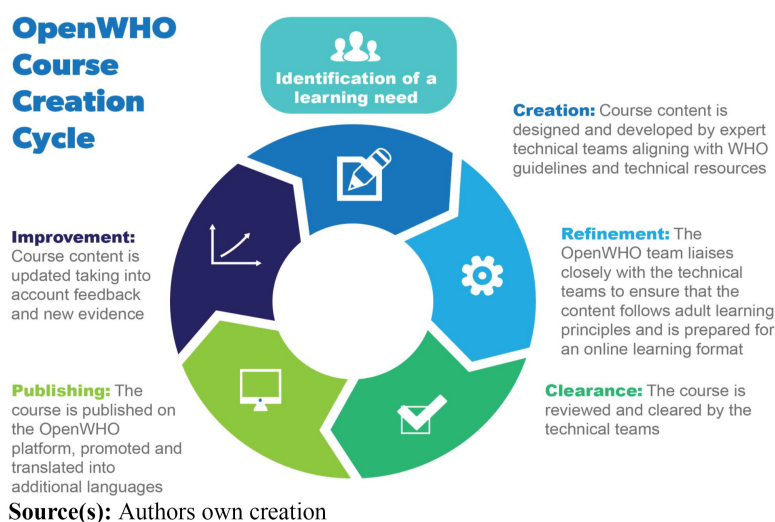 OpenWHO
Course
Creation
Cycle
Identification of a
learning need
Creation: Course content is
designed and developed by expert
technical teams aligning with WHO
guidelines and technical resources
Refinement: The
OpenWHO team liaises
closely with the technical
teams to ensure that the
content follows adult learning
principles and is prepared for
an online learning format
Clearance: The course is
reviewed and cleared by the
technical teams
Publishing: The
course is published on
the OpenWHO
platform, promoted and
translated into
additional languages
Improvement:
Course content is
updated taking into
account feedback
and new evidence
Source(s): Authors own creation